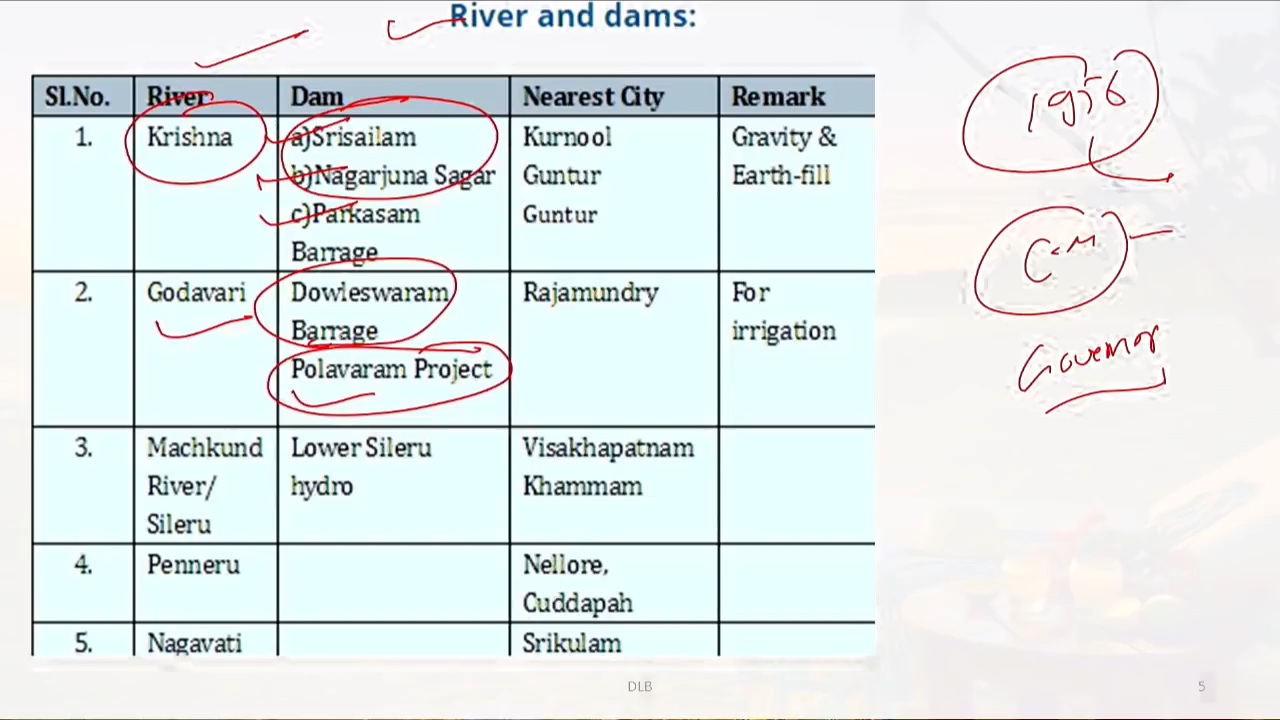 River and dams:
Sl.No. River Dam Nearest City Remark
1. Krishna a)Srisailam Kurnool Gravity &
b)Nagarjuna Sagar Guntur Earth-fill
c)Parkasam Guntur
Barrage
2. Godavari Dowleswaram Rajamundry For
Barrage irrigation
Polavaram Project
3. Machkund Lower Sileru Visakhapatnam
River/ hydro Khammam
Sileru
4. Penneru Nellore,
Cuddapah
5. Nagavati Srikulam
1956
C.M
Governor
DLB 5